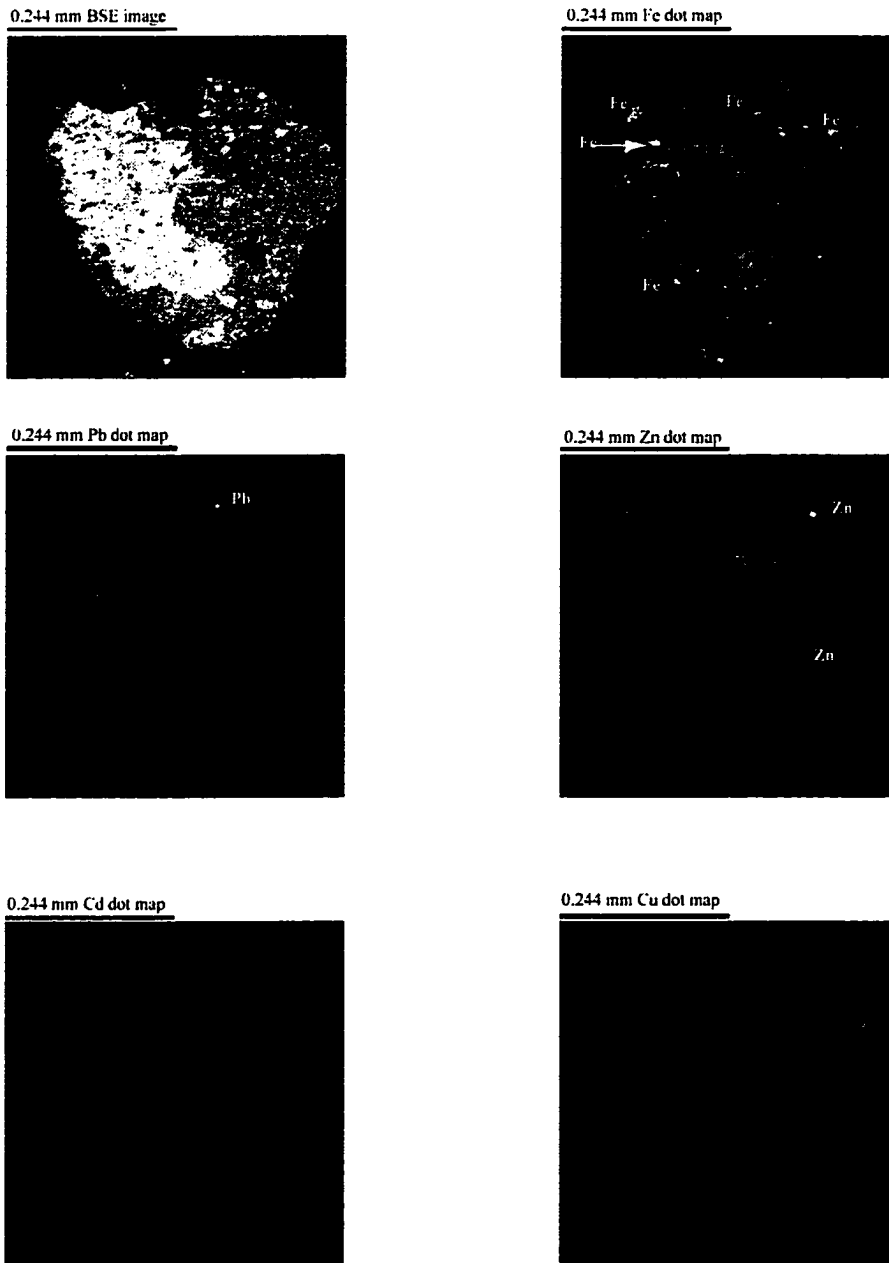 0.244 mm BSE image
0.244 mm Fe dot map
Fe
Fe
Fe
Fe
Fe
0.244 mm Pb dot map
Pb
0.244 mm Zn dot map
Zn
Zn
0.244 mm Cd dot map
0.244 mm Cu dot map